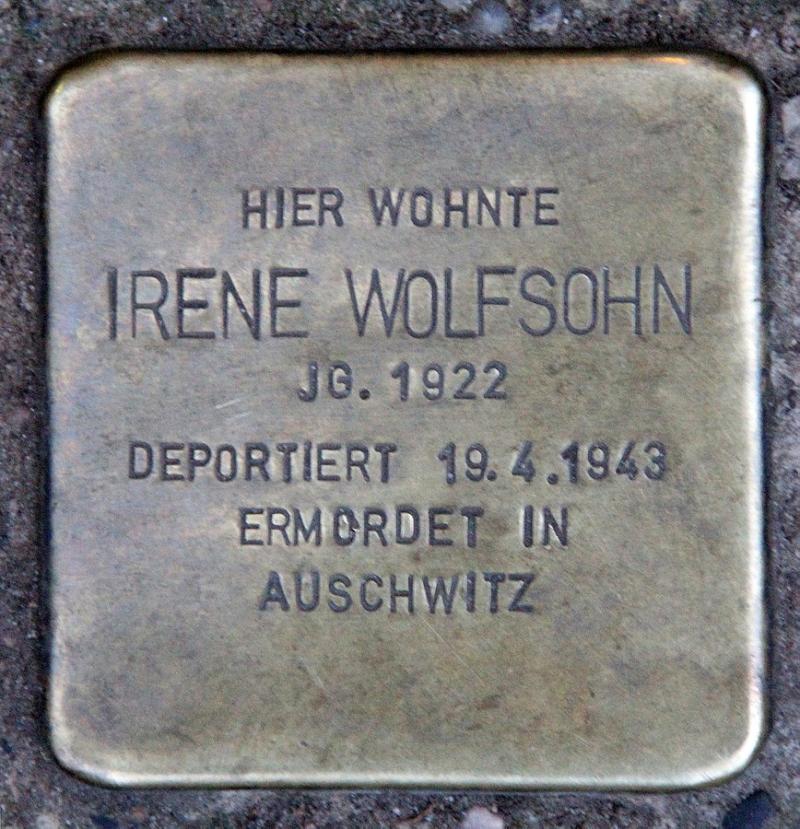 HIER WOHNTE
IRENE WOLFSOHN
JG. 1922
DEPORTIERT 19.4.1943
ERMORDET IN
AUSCHWITZ